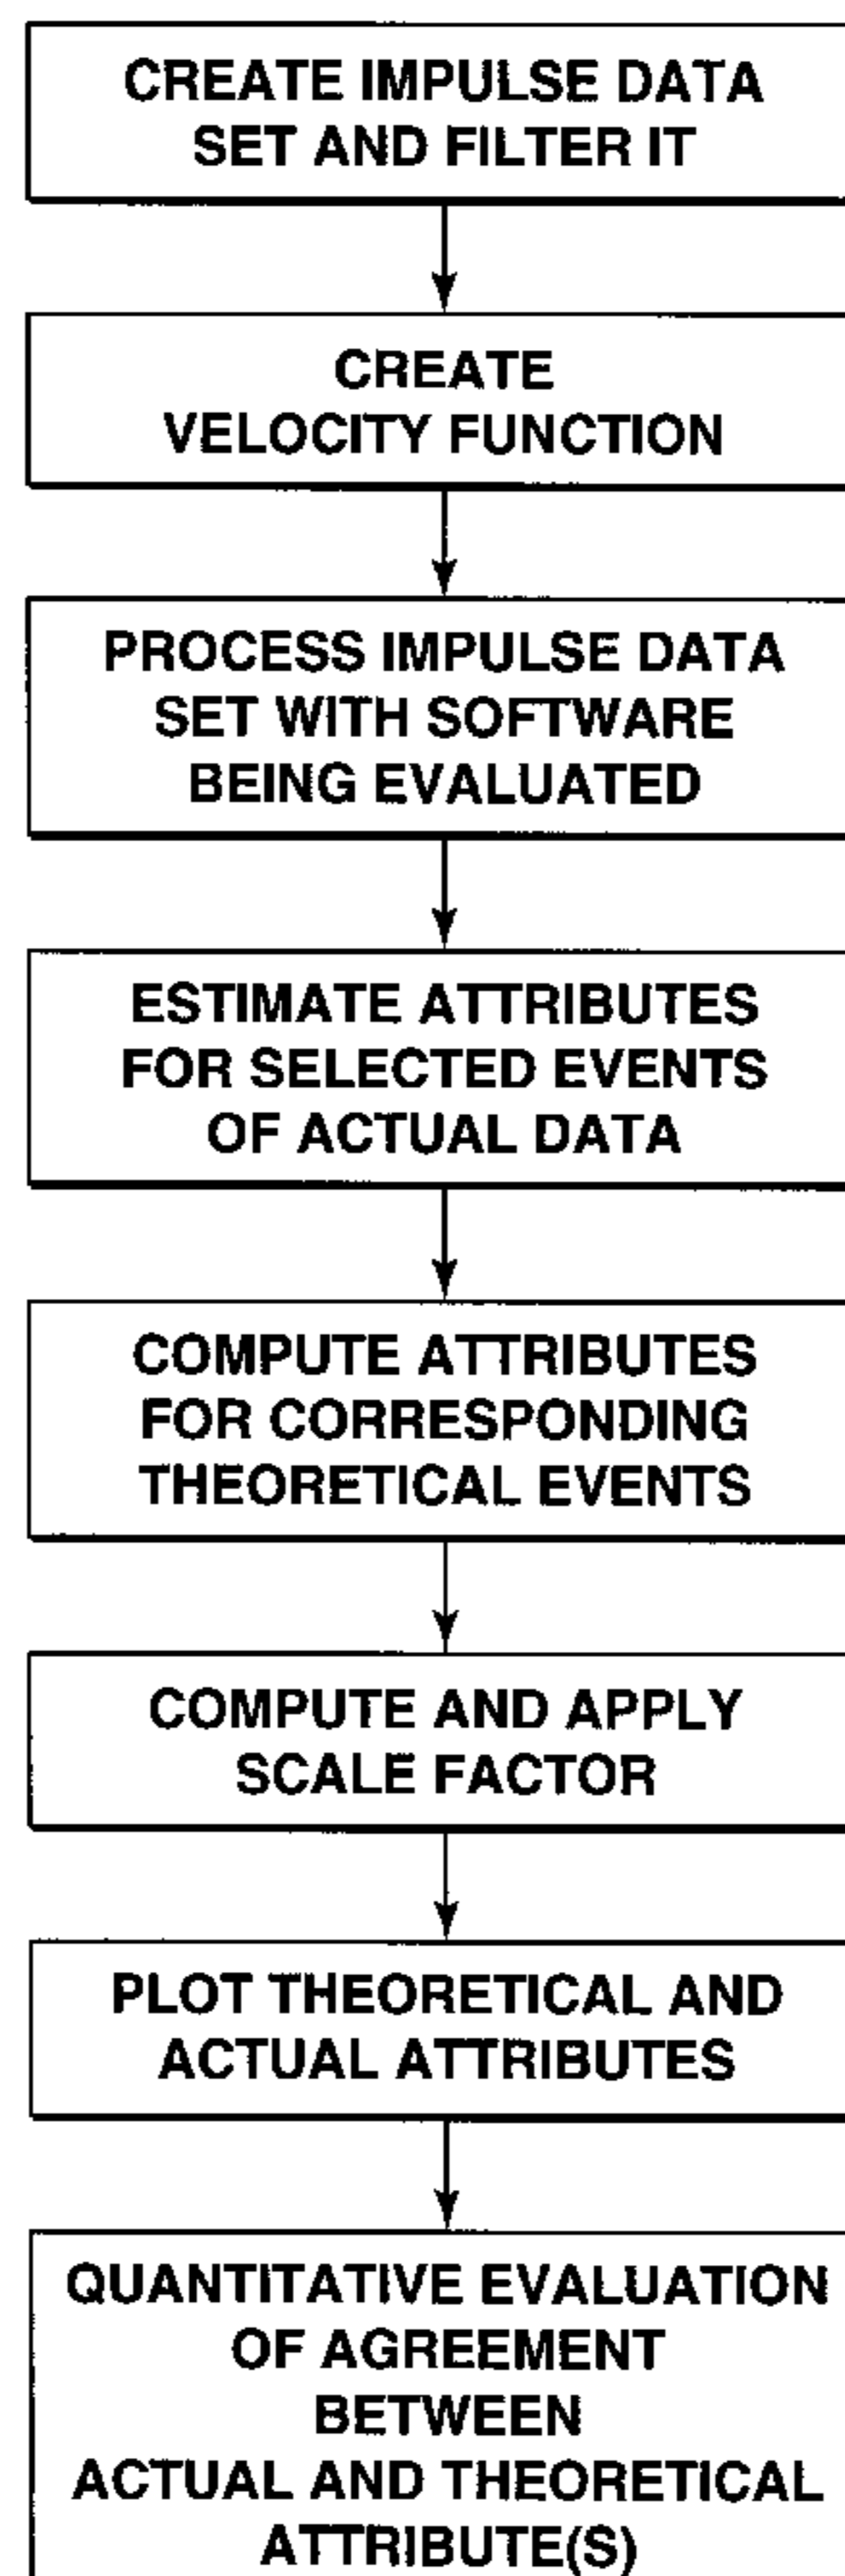 CREATE IMPULSE DATA
SET AND FILTER IT
CREATE
VELOCITY FUNCTION
PROCESS IMPULSE DATA
SET WITH SOFTWARE
BEING EVALUATED
ESTIMATE ATTRIBUTES
FOR SELECTED EVENTS
OF ACTUAL DATA
COMPUTE ATTRIBUTES
FOR CORRESPONDING
THEORETICAL EVENTS
COMPUTE AND APPLY
SCALE FACTOR
PLOT THEORETICAL AND
ACTUAL ATTRIBUTES
QUANTITATIVE EVALUATION
OF AGREEMENT
BETWEEN
ACTUAL AND THEORETICAL
ATTRIBUTE(S)